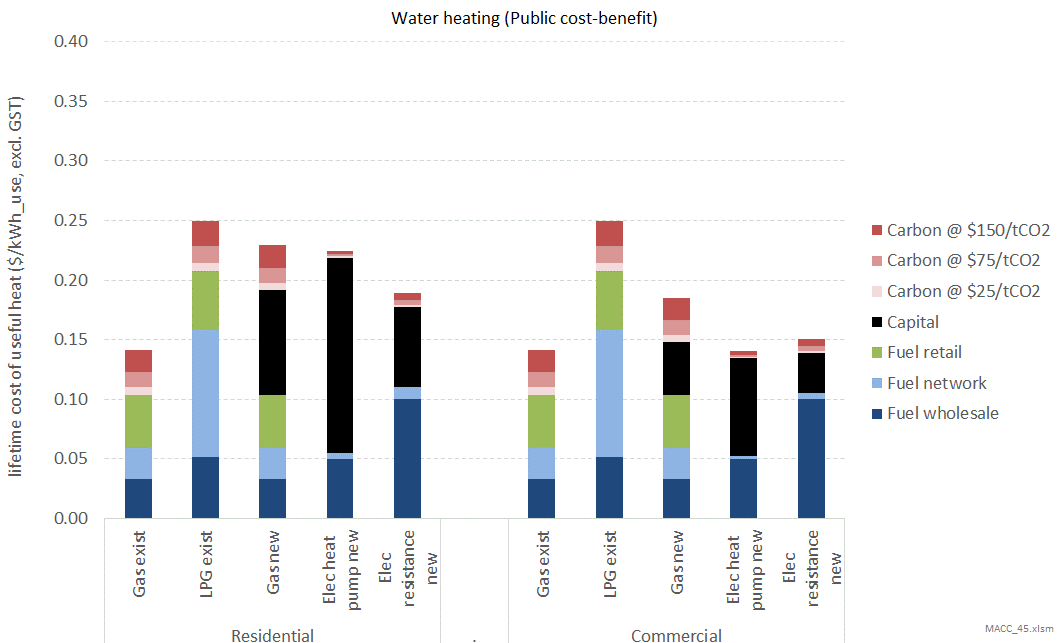 Water heating (Public cost-benefit)
lifetime cost of useful heat ($/kWh_use, excl. GST)
0.40
0.35
0.30
0.25
0.20
0.15
0.10
0.05
0.00
Gas exist
LPG exist
Gas new
Elec heat
pump new
Elec
resistance
new
Gas exist
LPG exist
Gas new
Elec heat
pump new
Elec
resistance
new
Residential
.
Commercial
Carbon @ $150/tCO2
Carbon @ $75/tCO2
Carbon @ $25/tCO2
Capital
Fuel retail
Fuel network
Fuel wholesale
MACC_45.xlsm